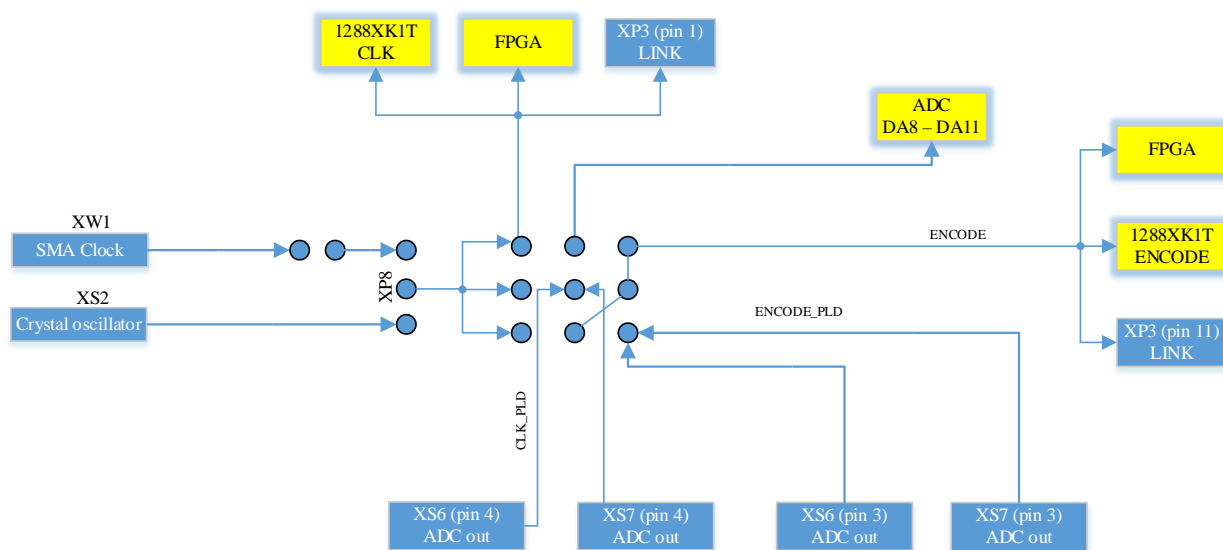 1288XK1T
CLK
FPGA
XP3 (pin 1)
LINK
ADC
DA8 – DA11
FPGA
XW1
SMA Clock
ENCODE
1288XK1T
ENCODE
XP8
XS2
Crystal oscillator
ENCODE_PLD
XP3 (pin 11)
LINK
CLK_PLD
XS6 (pin 4)
ADC out
XS7 (pin 4)
ADC out
XS6 (pin 3)
ADC out
XS7 (pin 3)
ADC out